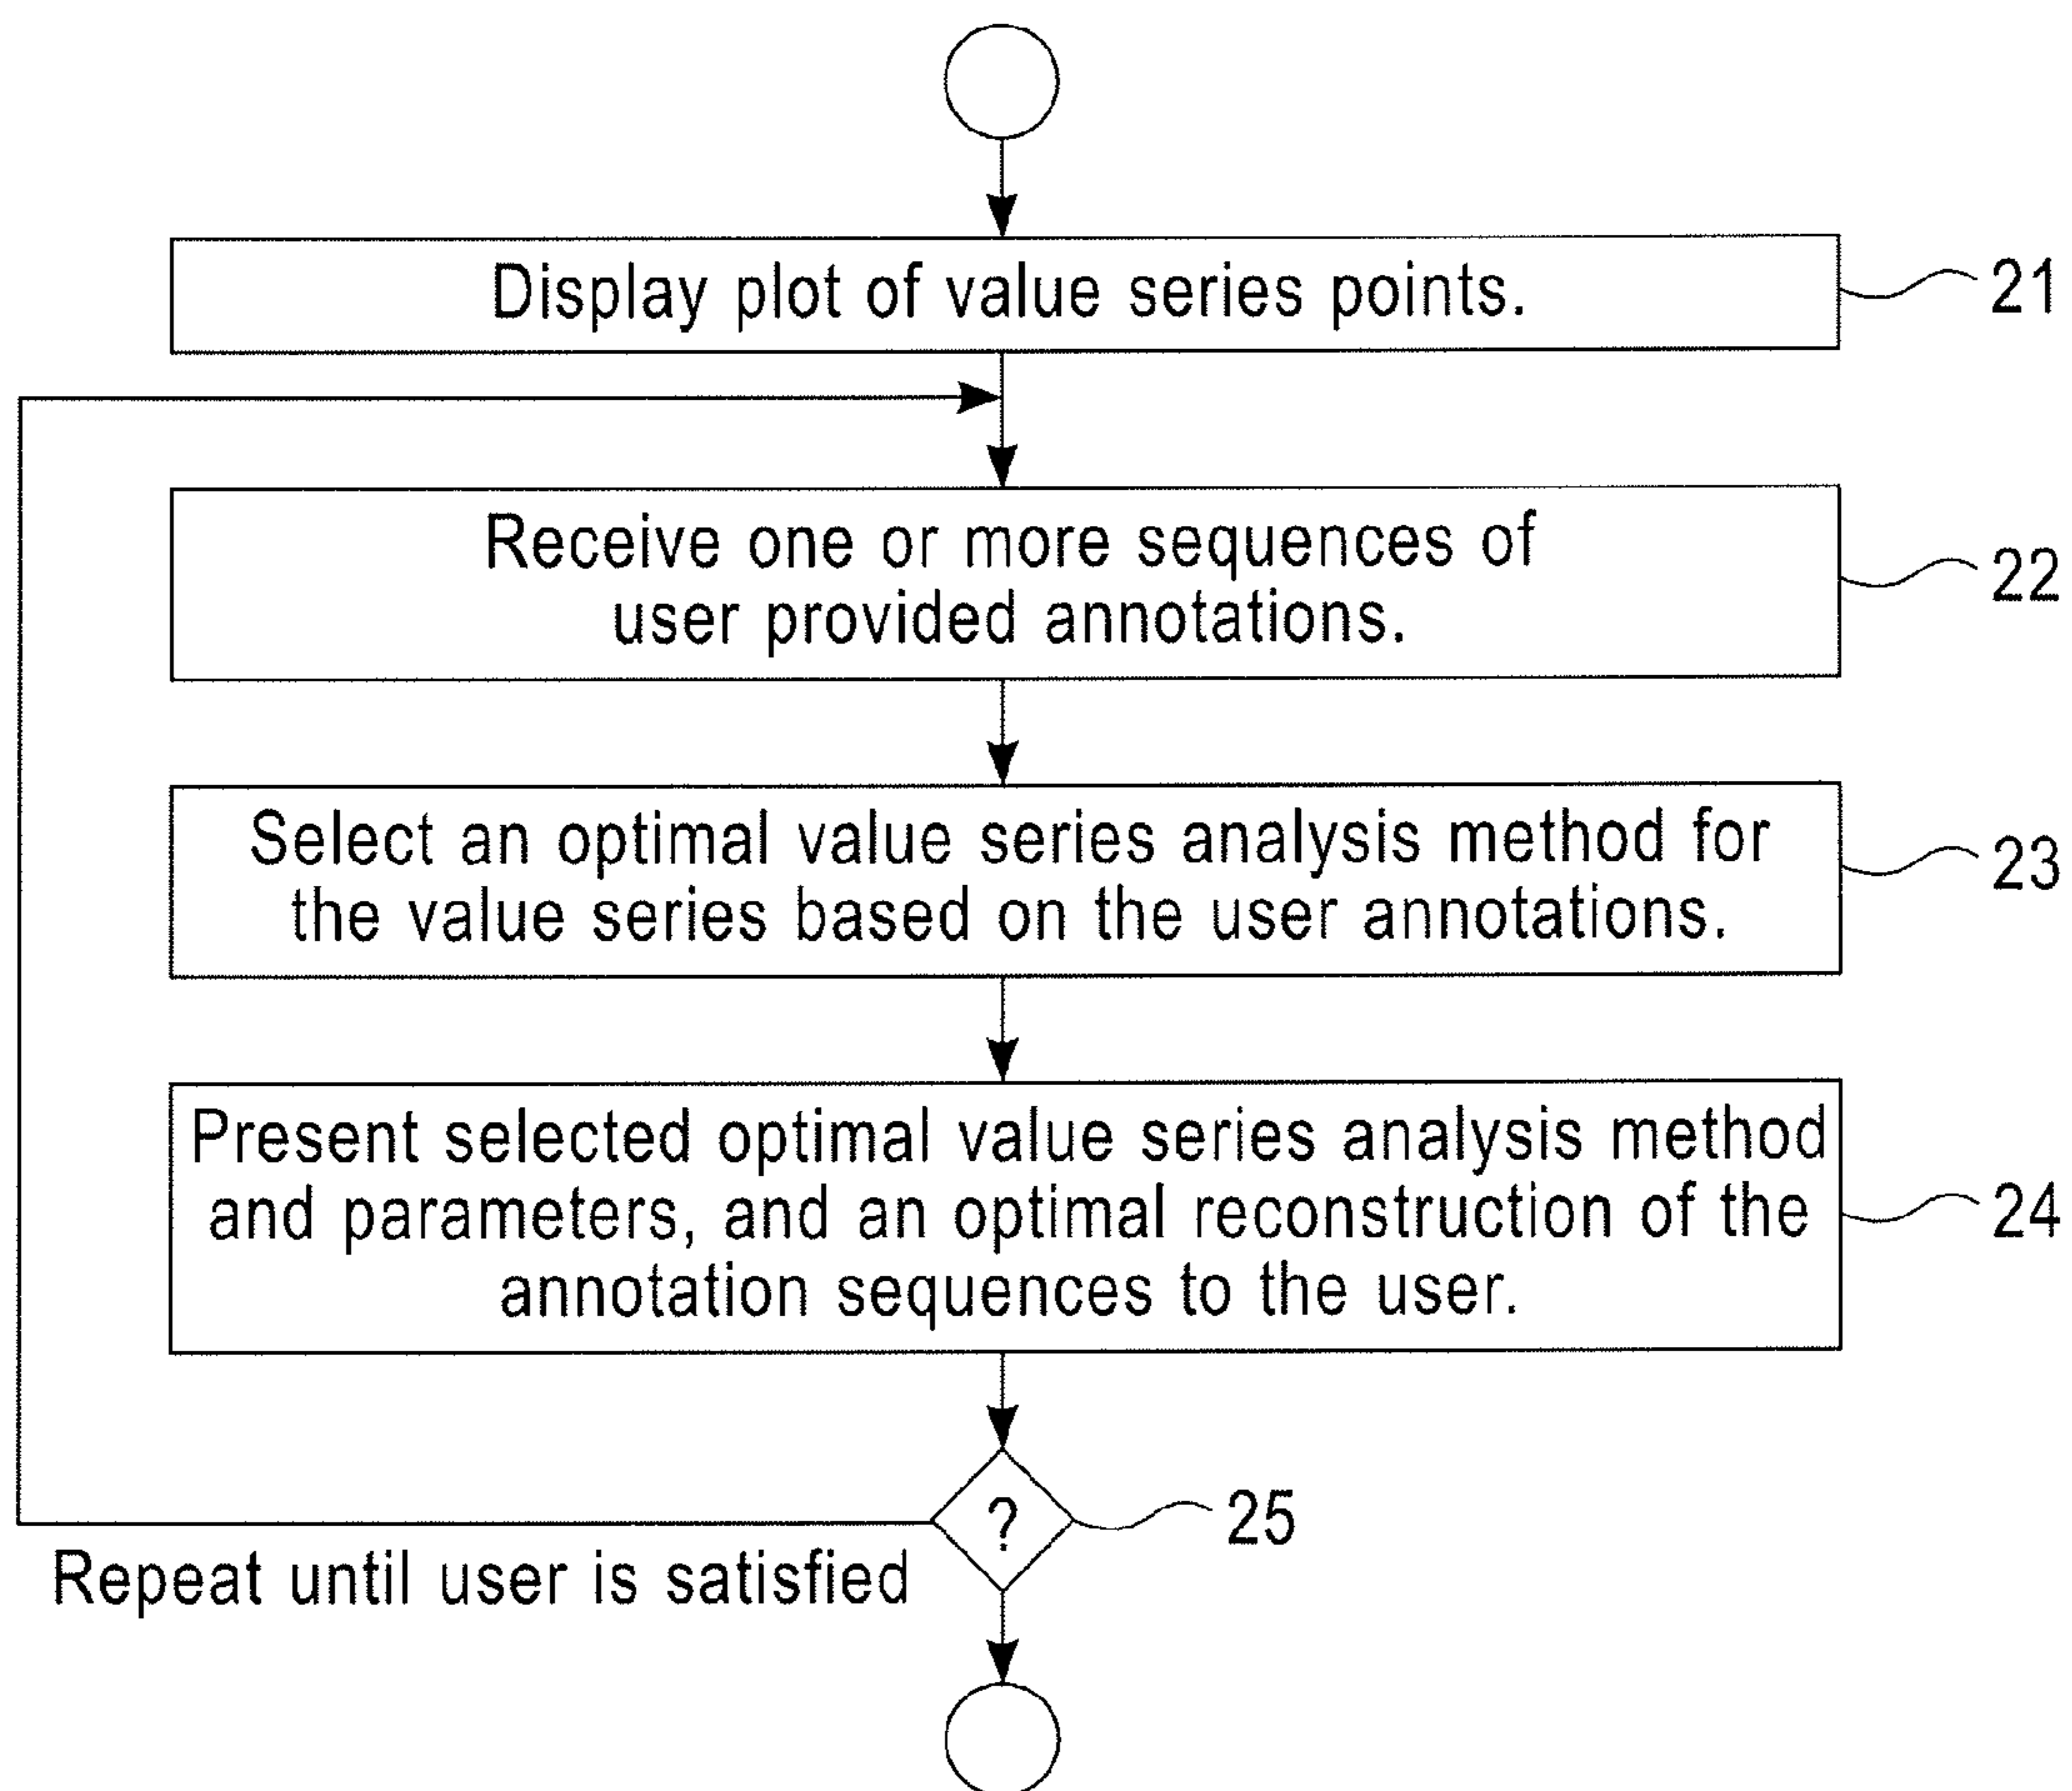 Display plot of value series points.
21
Receive one or more sequences of
user provided annotations.
22
Select an optimal value series analysis method for
the value series based on the user annotations.
23
Present selected optimal value series analysis method
and parameters, and an optimal reconstruction of the
annotation sequences to the user.
24
?
25
Repeat until user is satisfied